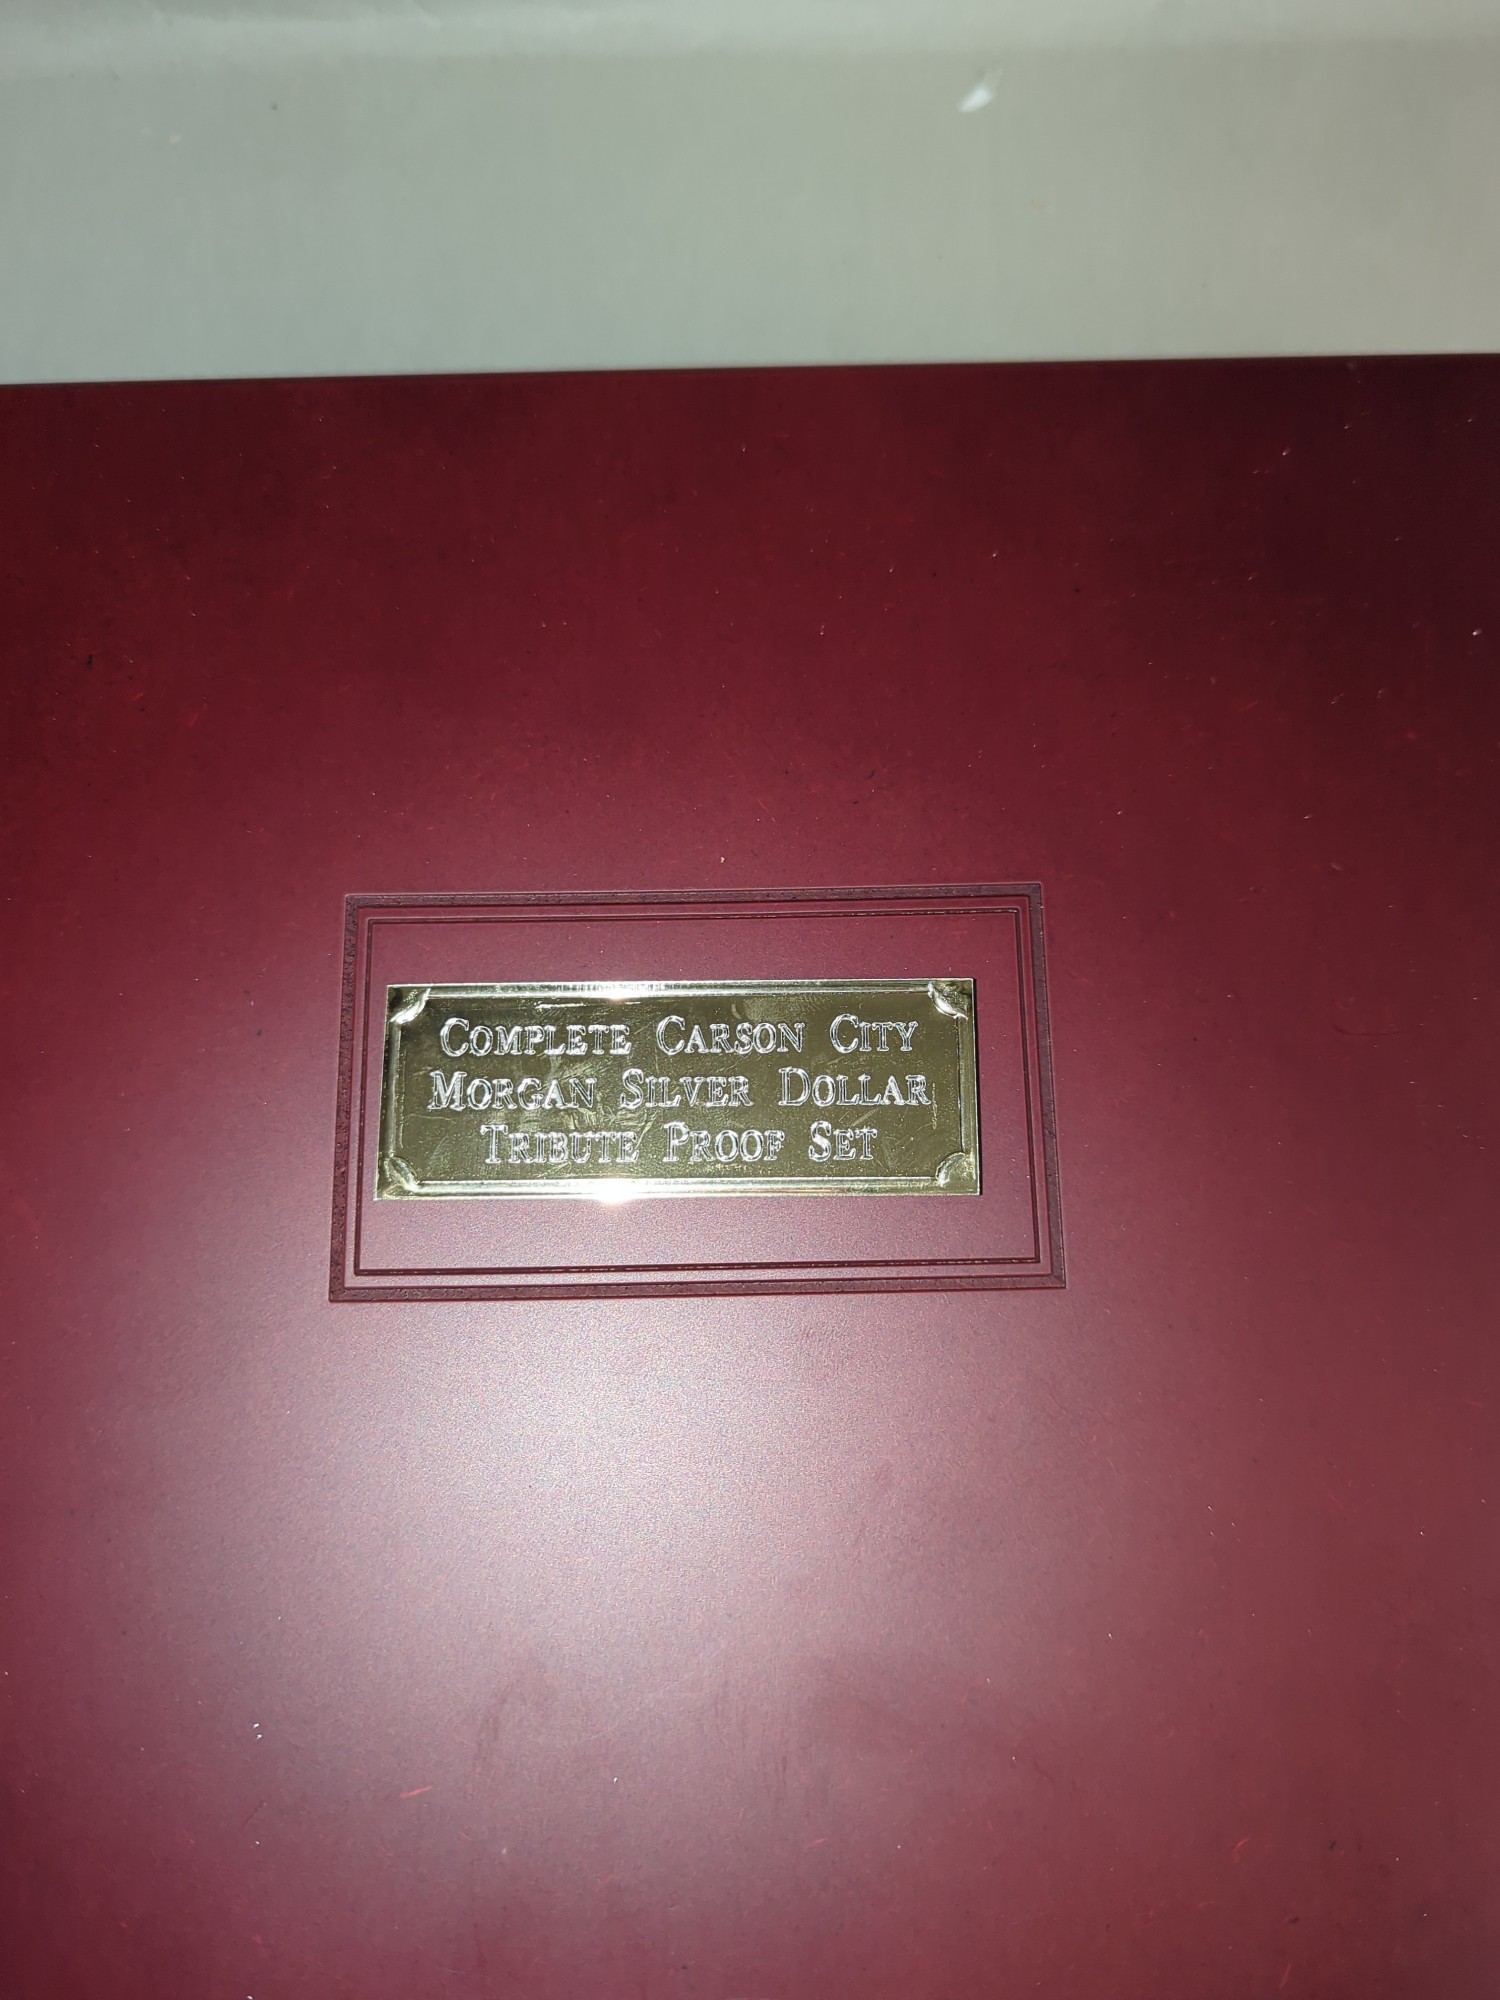 Complete Carson City
Morgan Silver Dollar
Tribute Proof Set